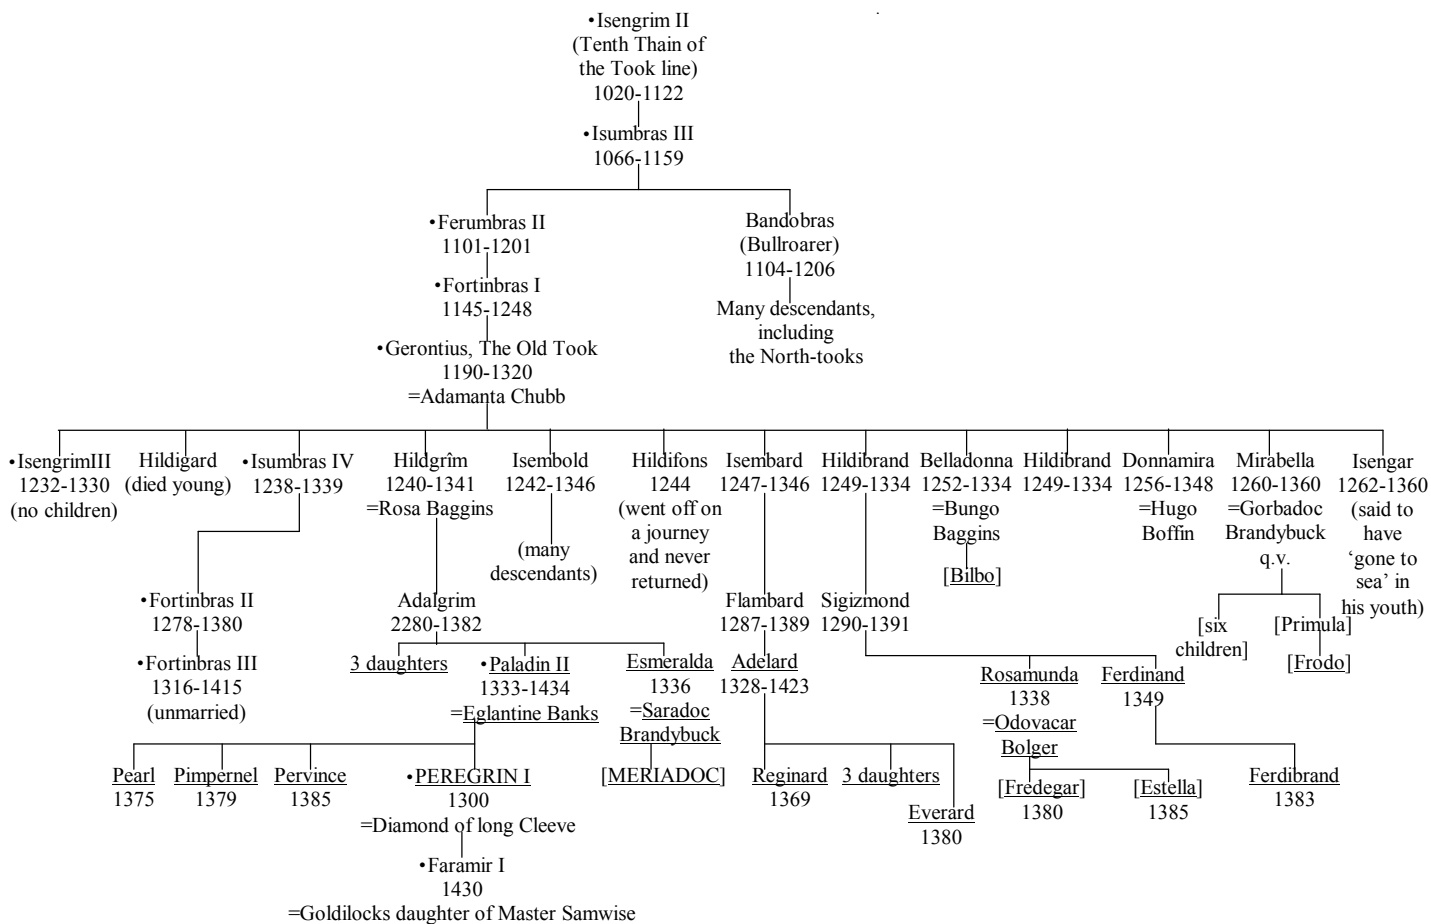 •Isengrim II
(Tenth Thain of
the Took line)
1020-1122
•Isumbras III
1066-1159
•Ferumbras II
1101-1201
Bandobras
(Bullroarer)
1104-1206
•Fortinbras I
1145-1248
Many descendants,
including
the North-tooks
•Gerontius, The Old Took
1190-1320
=Adamanta Chubb
•IsengrimIII
1232-1330
(no children)
Hildigard
(died young)
•Isumbras IV
1238-1339
Hildgrîm
1240-1341
=Rosa Baggins
Isembold
1242-1346
(many
descendants)
Hildifons
1244
(went off on
a journey
and never
returned)
Isembard
1247-1346
Hildibrand
1249-1334
Belladonna
1252-1334
=Bungo
Baggins
[Bilbo]
Hildibrand
1249-1334
Donnamira
1256-1348
=Hugo
Boffin
Mirabella
1260-1360
=Gorbadoc
Brandybuck
q.v.
Isengar
1262-1360
(said to
have
‘gone to
sea’ in
his youth)
•Fortinbras II
1278-1380
Adalgrim
2280-1382
Flambard
1287-1389
Sigizmond
1290-1391
[six
children]
[Primula]
[Frodo]
•Fortinbras III
1316-1415
(unmarried)
3 daughters
•Paladin II
1333-1434
=Eglantine Banks
Esmeralda
1336
=Saradoc
Brandybuck
Adelard
1328-1423
Rosamunda
1338
=Odovacar
Bolger
Ferdinand
1349
Pearl
1375
Pimpernel
1379
Pervince
1385
•PEREGRIN I
1300
=Diamond of long Cleeve
[MERIADOC]
Reginard
1369
3 daughters
Everard
1380
[Fredegar]
1380
[Estella]
1385
Ferdibrand
1383
•Faramir I
1430
=Goldilocks daughter of Master Samwise